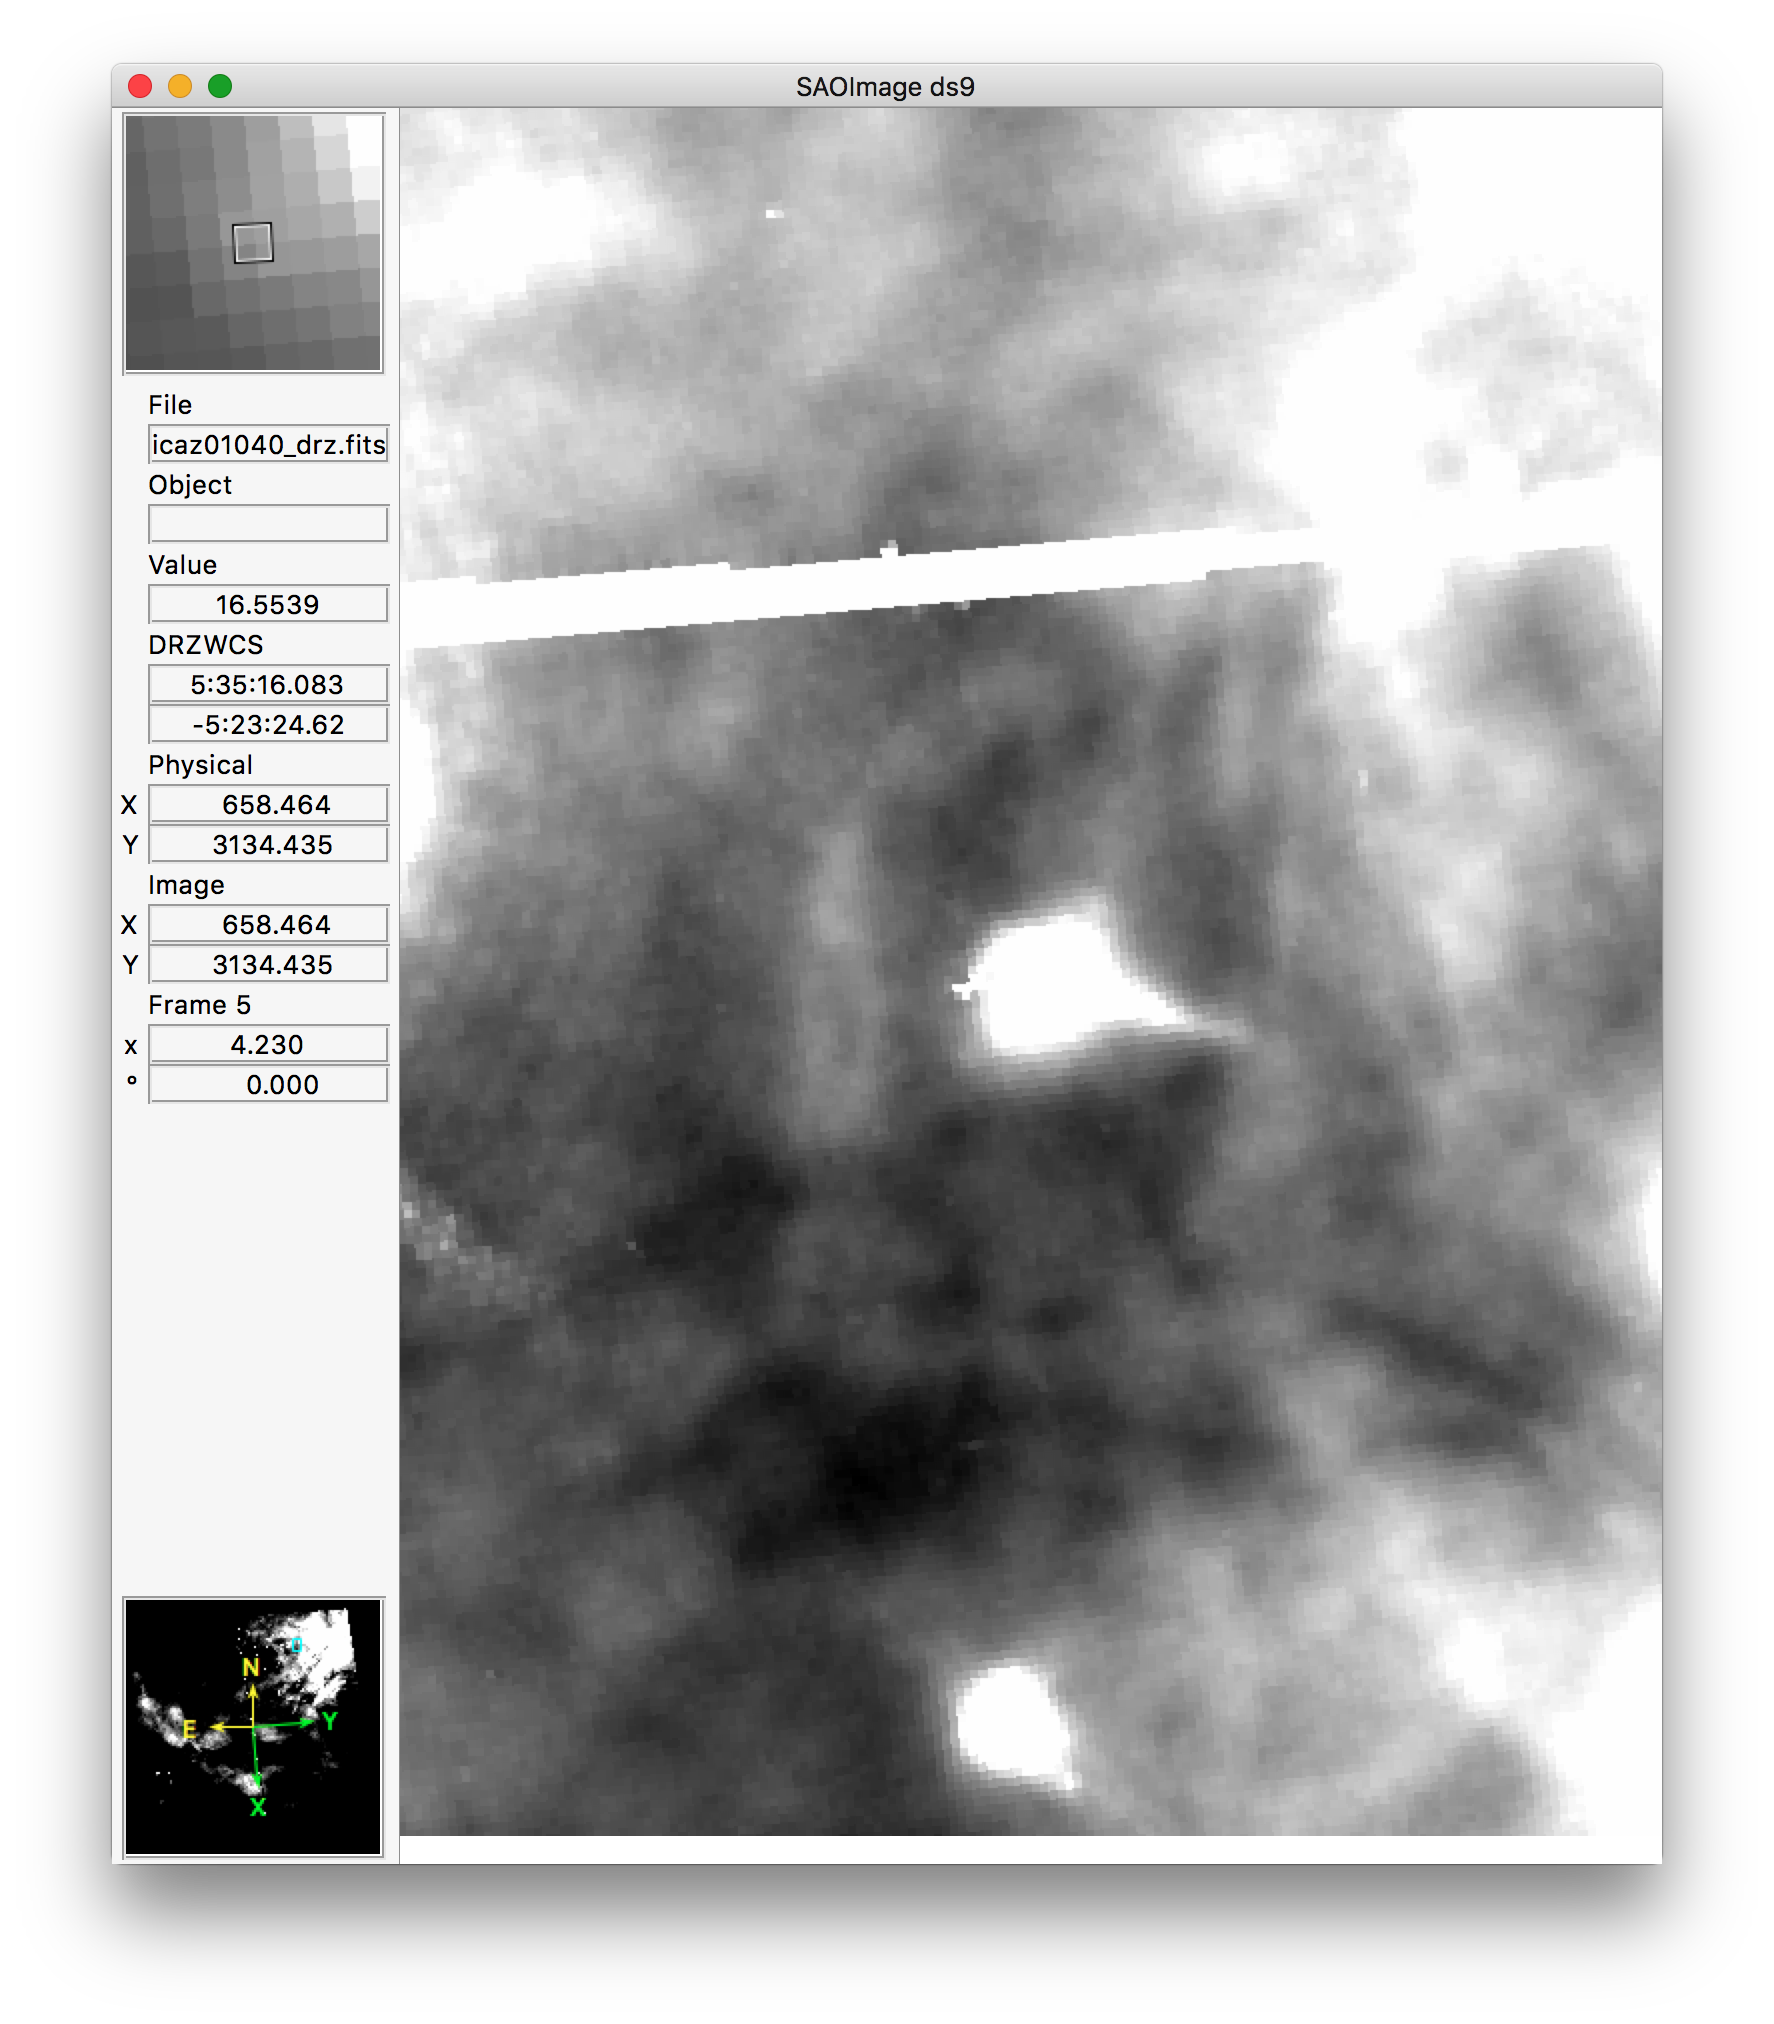 SAOImage ds9
File
icaz01040_drz.fits
Object
Value
16.5539
DRZWCS
5:35:16.083
-5:23:24.62
Physical
X 658.464
Y 3134.435
Image
X 658.464
Y 3134.435
Frame 5
x 4.230
° 0.000
N
E
Y
X